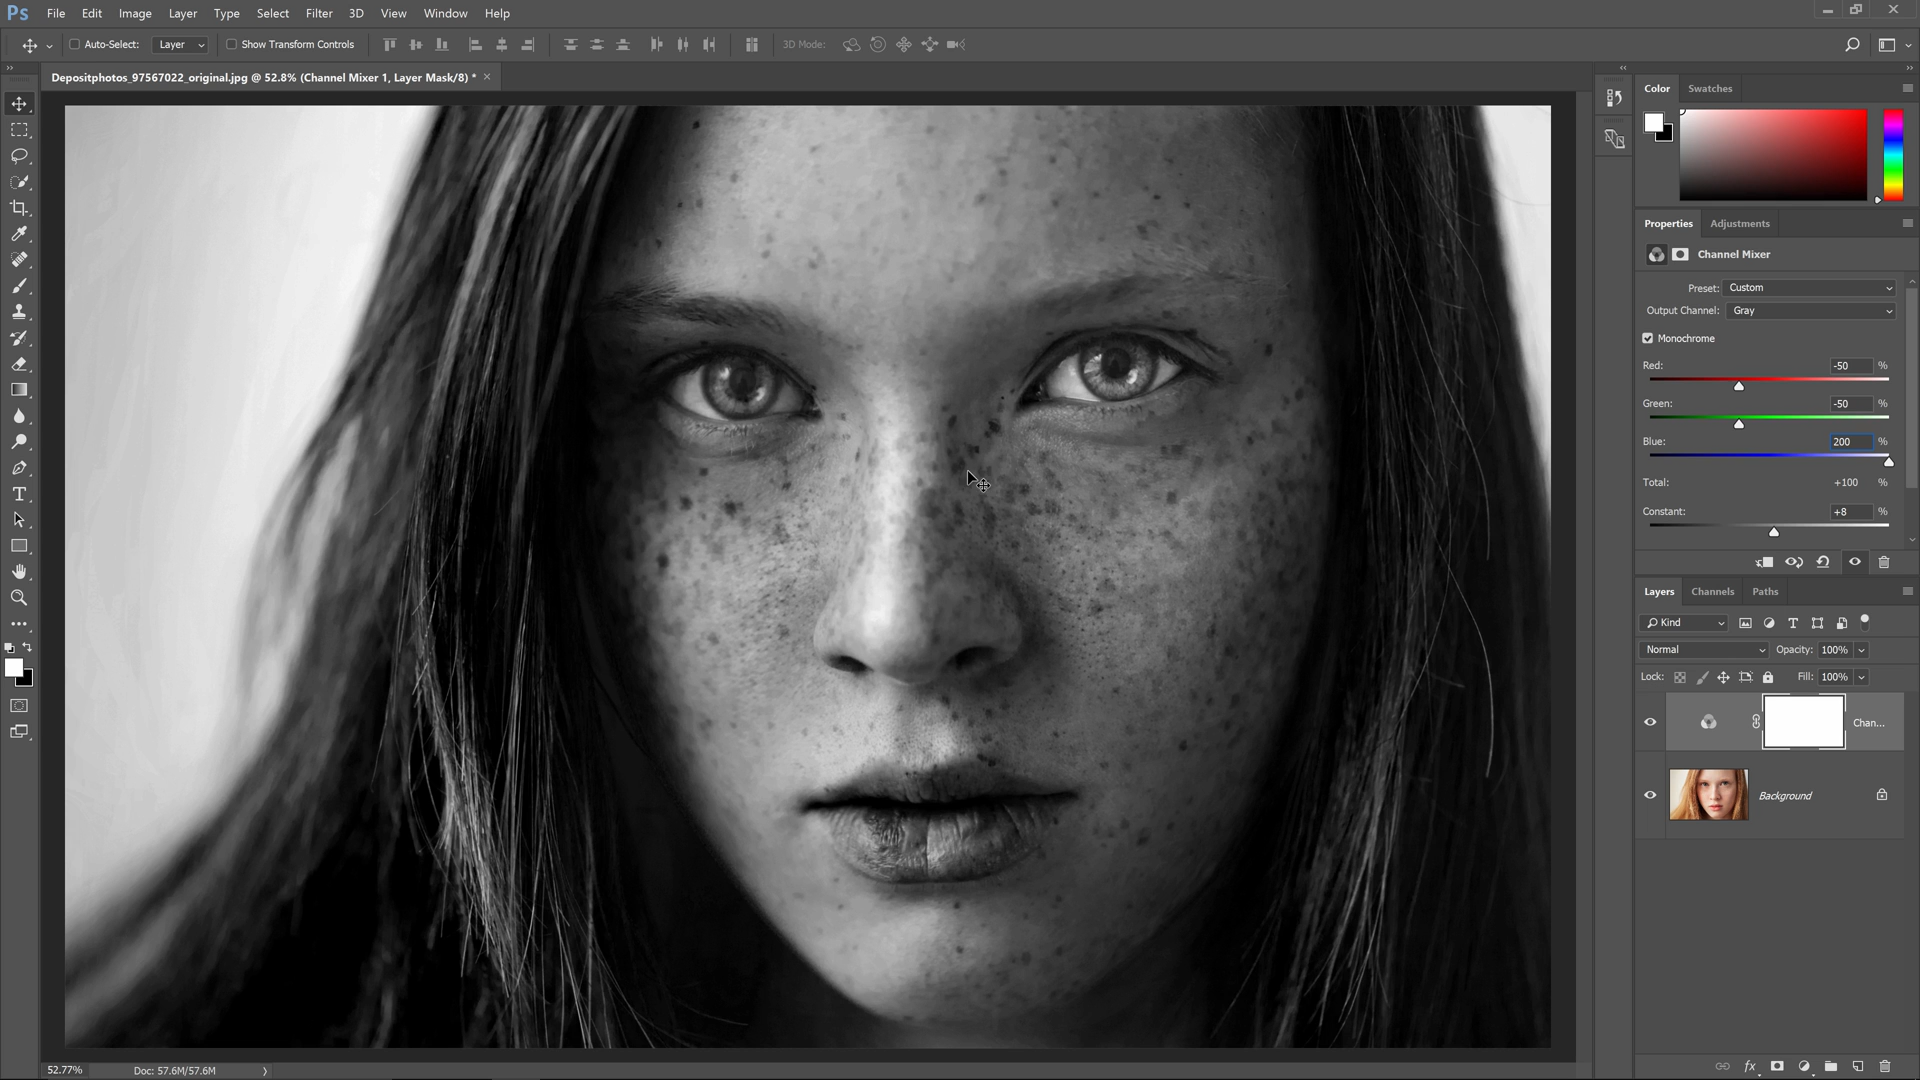 Ps File Edit Image Layer Type Select Filter 3D View Window Help
Auto-Select: Layer Show Transform Controls 3D Mode:
Depositphotos_97567022_original.jpg @ 52.8% (Channel Mixer 1, Layer Mask/8) *
Color Swatches
Properties Adjustments
Channel Mixer
Preset: Custom
Output Channel: Gray
Monochrome
Red: -50 %
Green: -50 %
Blue: 200 %
Total: +100 %
Constant: +8 %
Layers Channels Paths
Kind
Normal Opacity: 100%
Lock: Fill: 100%
Chan...
Background
52.77% Doc: 57.6M/57.6M